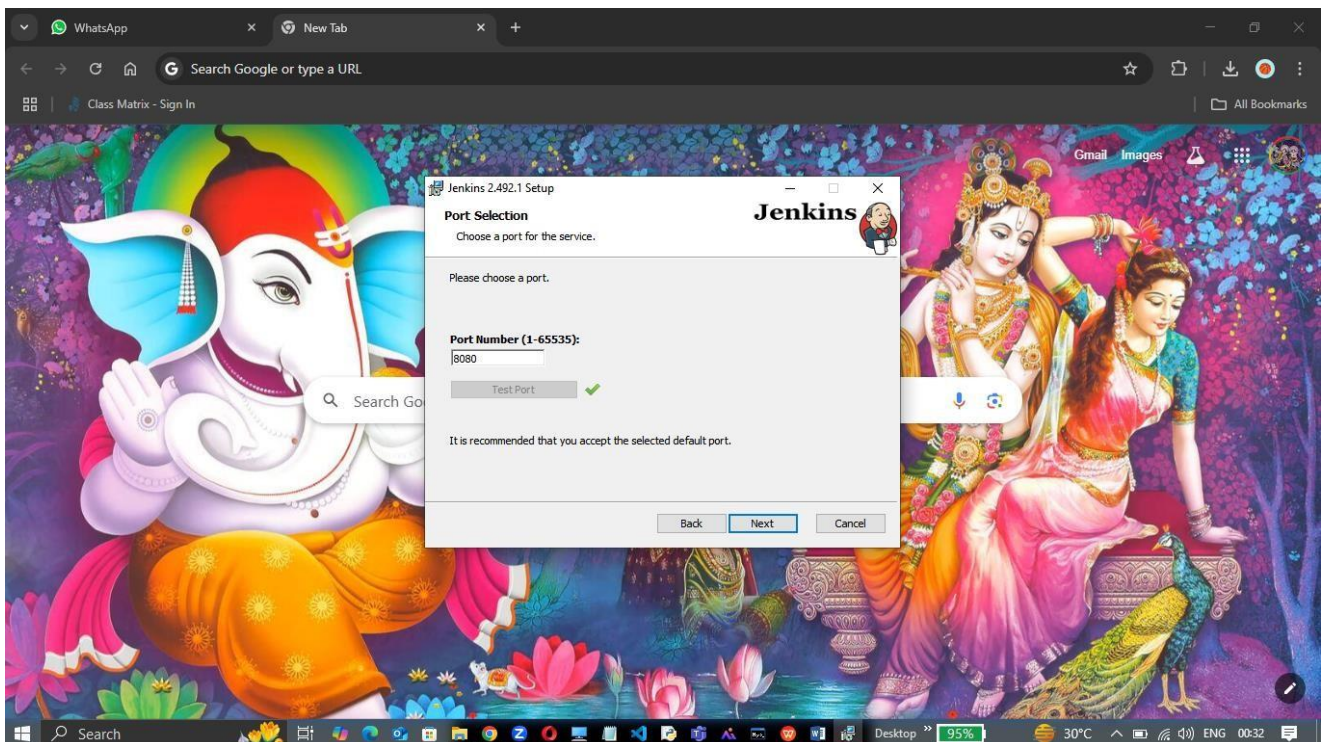 WhatsApp
New Tab
Search Google or type a URL
Class Matrix - Sign In
All Bookmarks
Gmail Images
Jenkins 2.492.1 Setup
Port Selection
Jenkins
Choose a port for the service.
Please choose a port.
Port Number (1-65535):
8080
Test Port
Search Go
It is recommended that you accept the selected default port.
Back Next Cancel
Search
Desktop
95%
30°C
ENG 00:32